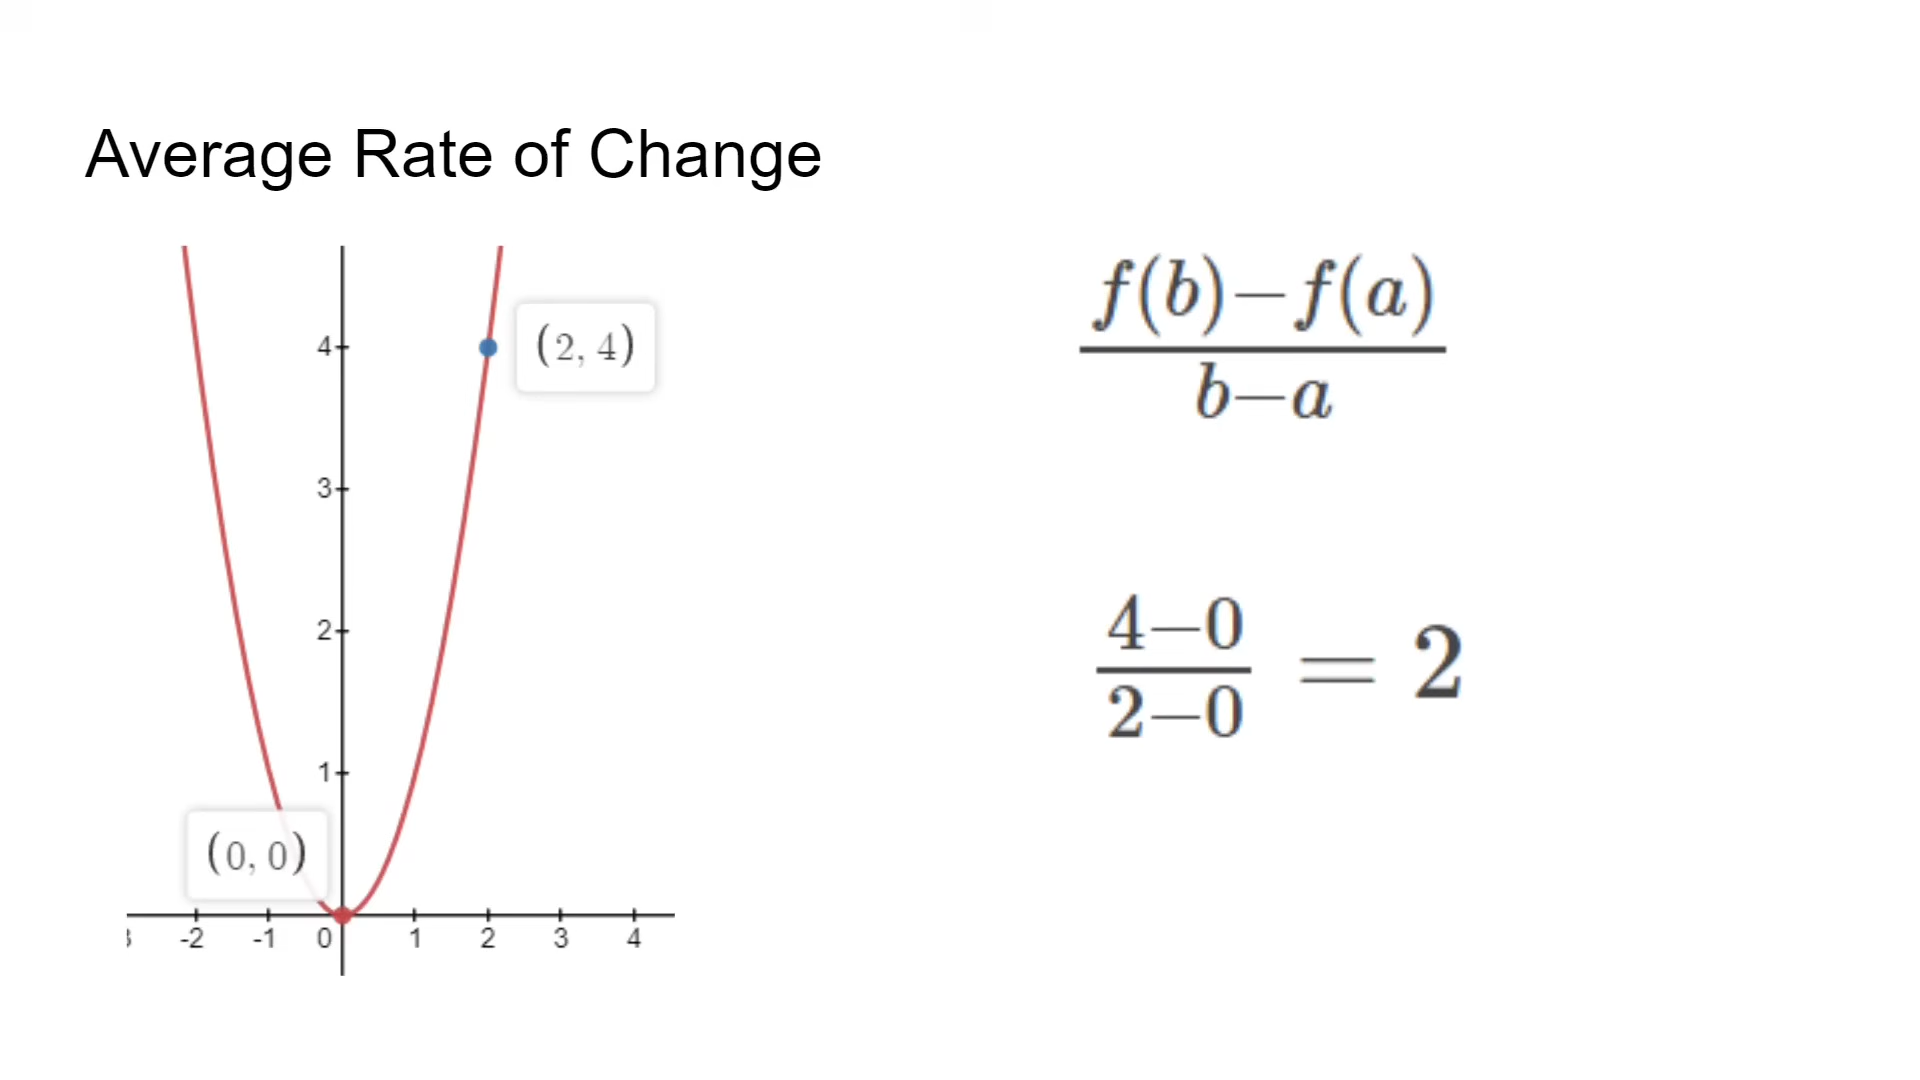 Average Rate of Change
f(b)−f(a)
b−a
4
(2, 4)
3
2
1
(0, 0)
-2 -1 0 1 2 3 4
4−0
2−0
= 2